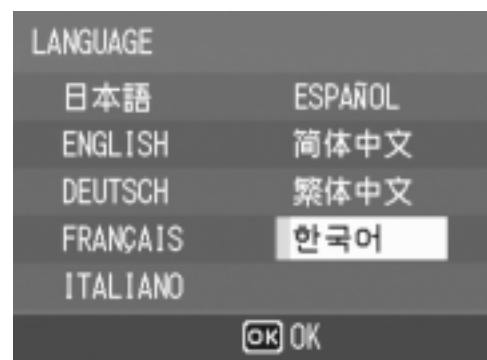 LANGUAGE
日本語 ESPAÑOL
ENGLISH 简体中文
DEUTSCH 繁体中文
FRANÇAIS 한국어
ITALIANO
OK OK